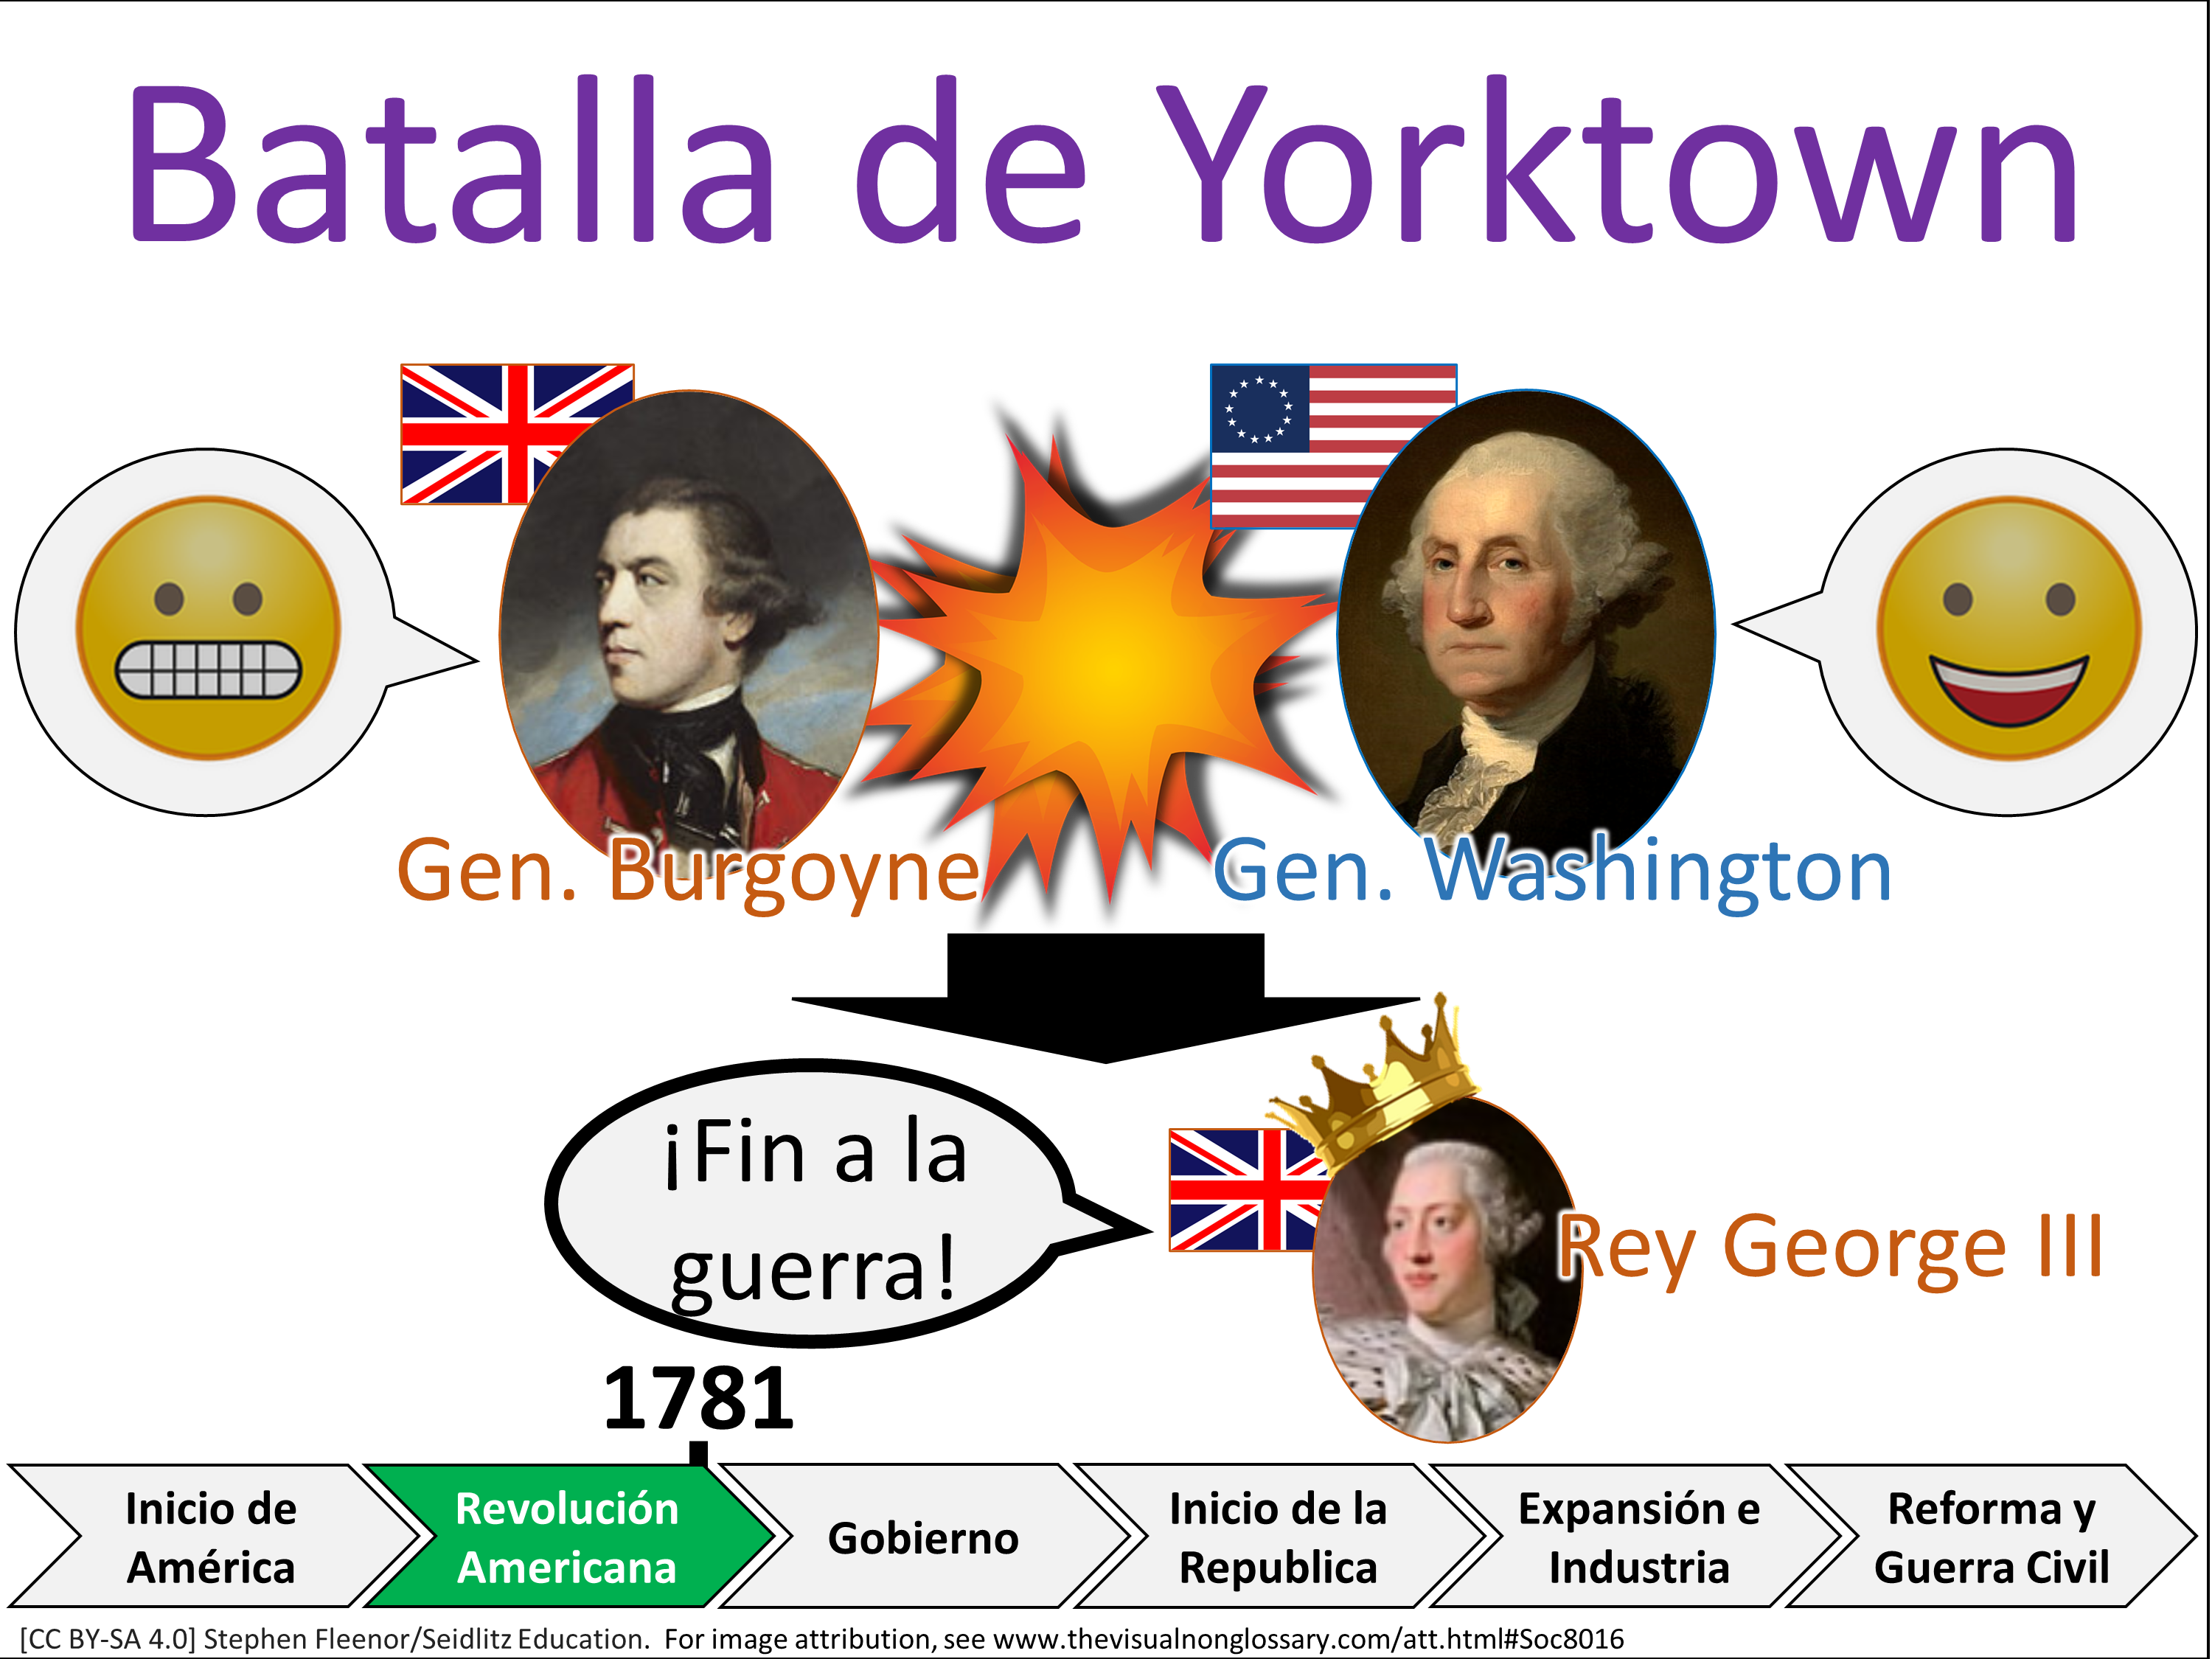 Batalla de Yorktown
Gen. Burgoyne
Gen. Washington
¡Fin a la
guerra!
Rey George III
1781
Inicio de
América
Revolución
Americana
Gobierno
Inicio de la
Republica
Expansión e
Industria
Reforma y
Guerra Civil
[CC BY-SA 4.0] Stephen Fleenor/Seidlitz Education.  For image attribution, see www.thevisualnonglossary.com/att.html#Soc8016